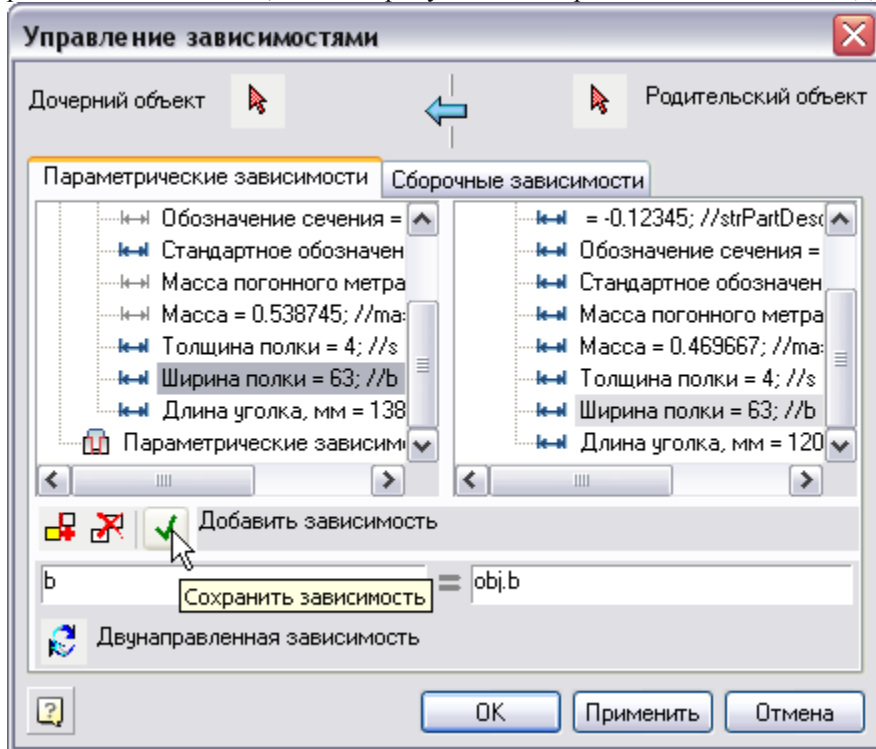 Управление зависимостями
Дочерний объект
Родительский объект
Параметрические зависимости
Сборочные зависимости
Обозначение сечения =
Стандартное обозначен
Масса погонного метра
Масса = 0.538745; //ma
Толщина полки = 4; //s
Ширина полки = 63; //b
Длина уголка, мм = 138
Параметрические зависим
= -0.12345; //strPartDesc
Обозначение сечения =
Стандартное обозначен
Масса погонного метра
Масса = 0.469667; //ma
Толщина полки = 4; //s
Ширина полки = 63; //b
Длина уголка, мм = 120
Добавить зависимость
b = obj.b
Сохранить зависимость
Двунаправленная зависимость
OK
Применить
Отмена